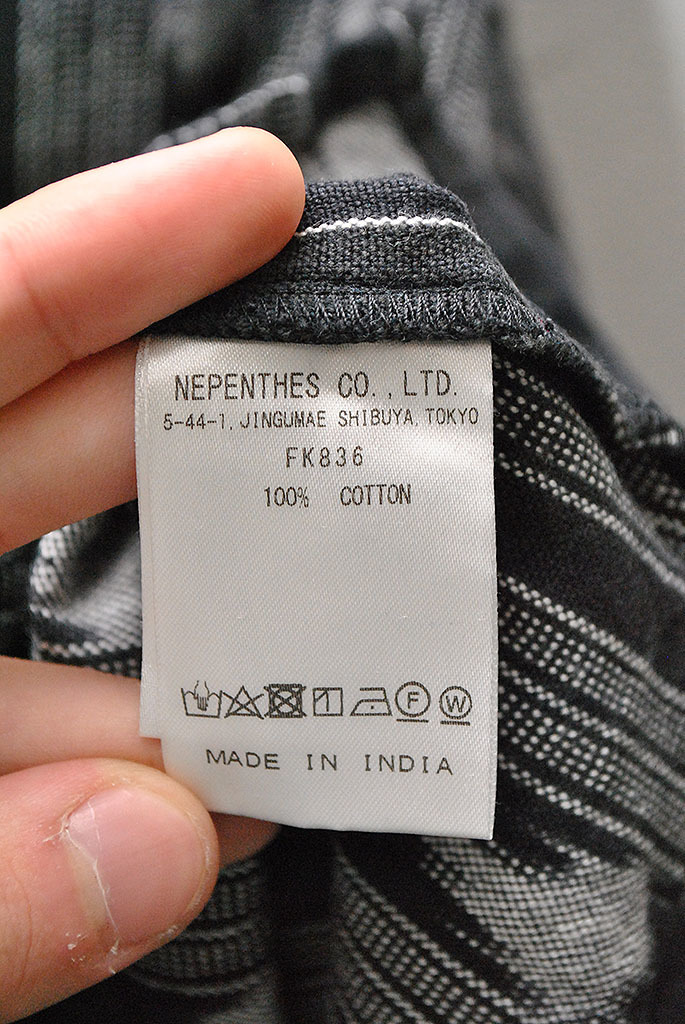 NEPENTHES CO., LTD.
5-44-1, JINGUMAE SHIBUYA, TOKYO
FK836
100% COTTON
F W
MADE IN INDIA